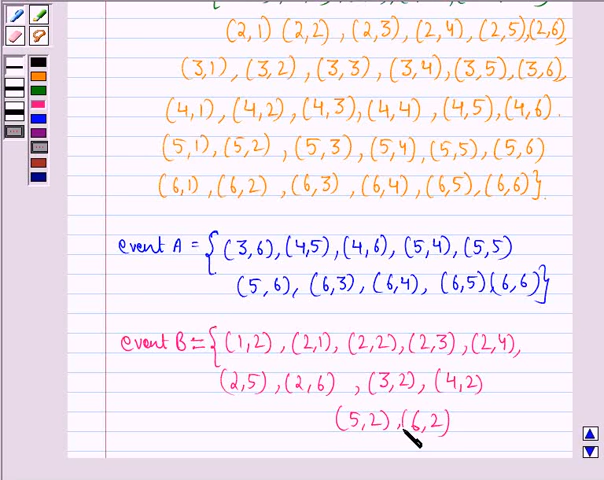 (2,1) (2,2) , (2,3) , (2,4) , (2,5) , (2,6) ,
(3,1) , (3,2) , (3,3) , (3,4) , (3,5) , (3,6) ,
(4,1) , (4,2) , (4,3) , (4,4) , (4,5) , (4,6) .
(5,1) , (5,2) , (5,3) , (5,4) , (5,5) , (5,6)
(6,1) , (6,2) , (6,3) , (6,4) , (6,5) , (6,6) } .
event A = { (3,6) , (4,5) , (4,6) , (5,4) , (5,5)
(5,6) , (6,3) , (6,4) , (6,5) (6,6) }
event B = { (1,2) , (2,1) , (2,2) , (2,3) , (2,4) ,
(2,5) , (2,6) , (3,2) , (4,2)
(5,2) , (6,2)